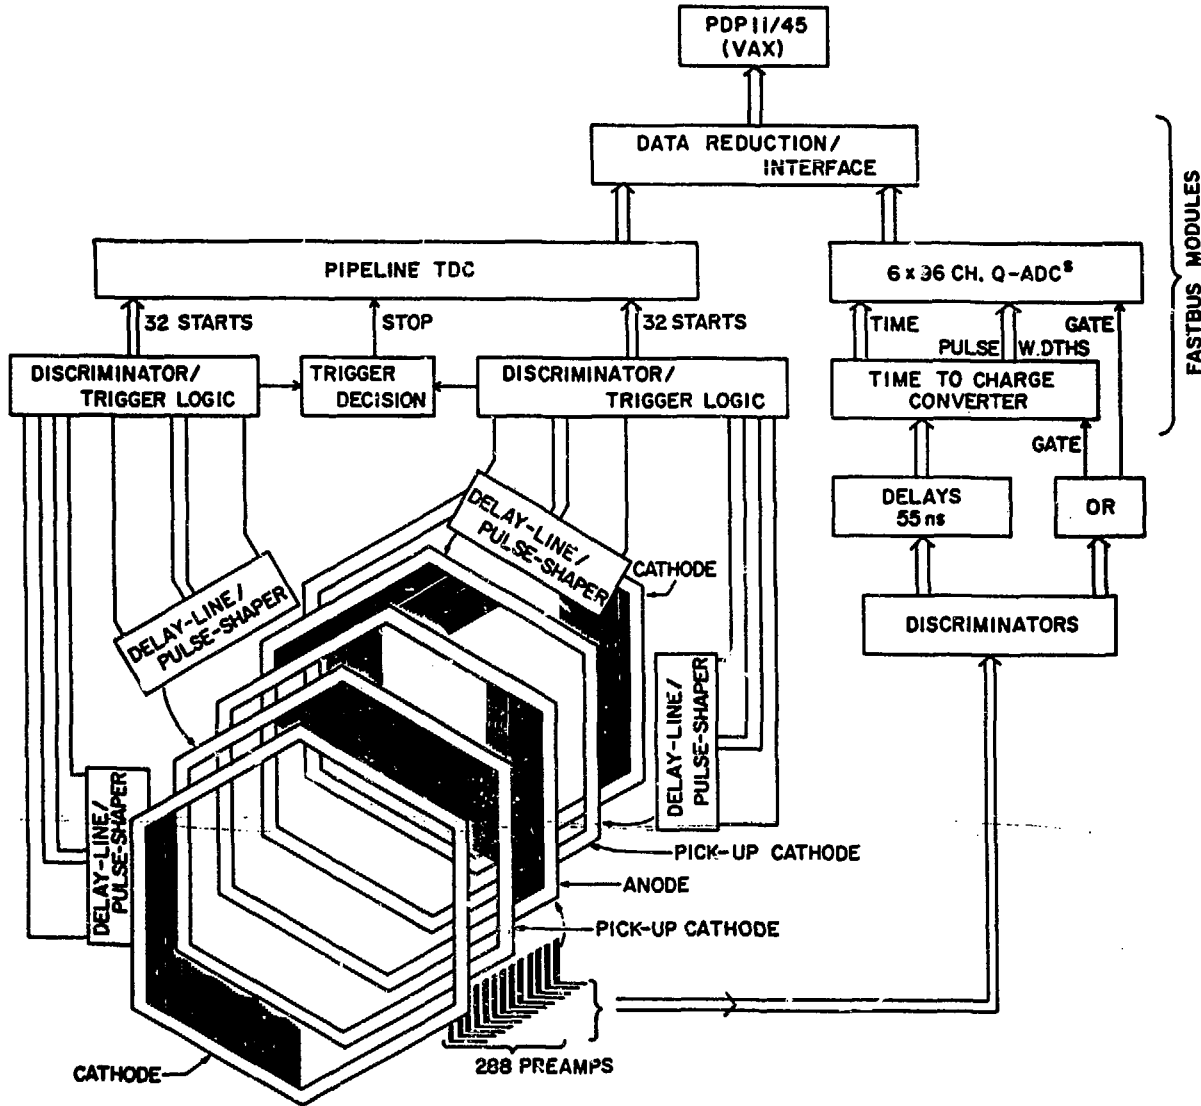 PDP11/45
(VAX)
DATA REDUCTION/
INTERFACE
FASTBUS MODULES
PIPELINE TDC
6 x 96 CH. Q-ADCs
32 STARTS
STOP
32 STARTS
TIME
GATE
PULSE W.DTHS
DISCRIMINATOR/
TRIGGER LOGIC
TRIGGER
DECISION
DISCRIMINATOR/
TRIGGER LOGIC
TIME TO CHARGE
CONVERTER
GATE
DELAYS
55 ns
OR
DELAY-LINE/
PULSE-SHAPER
CATHODE
DELAY-LINE/
PULSE-SHAPER
DISCRIMINATORS
DELAY-LINE/
PULSE-SHAPER
DELAY-LINE/
PULSE-SHAPER
PICK-UP CATHODE
ANODE
PICK-UP CATHODE
288 PREAMPS
CATHODE